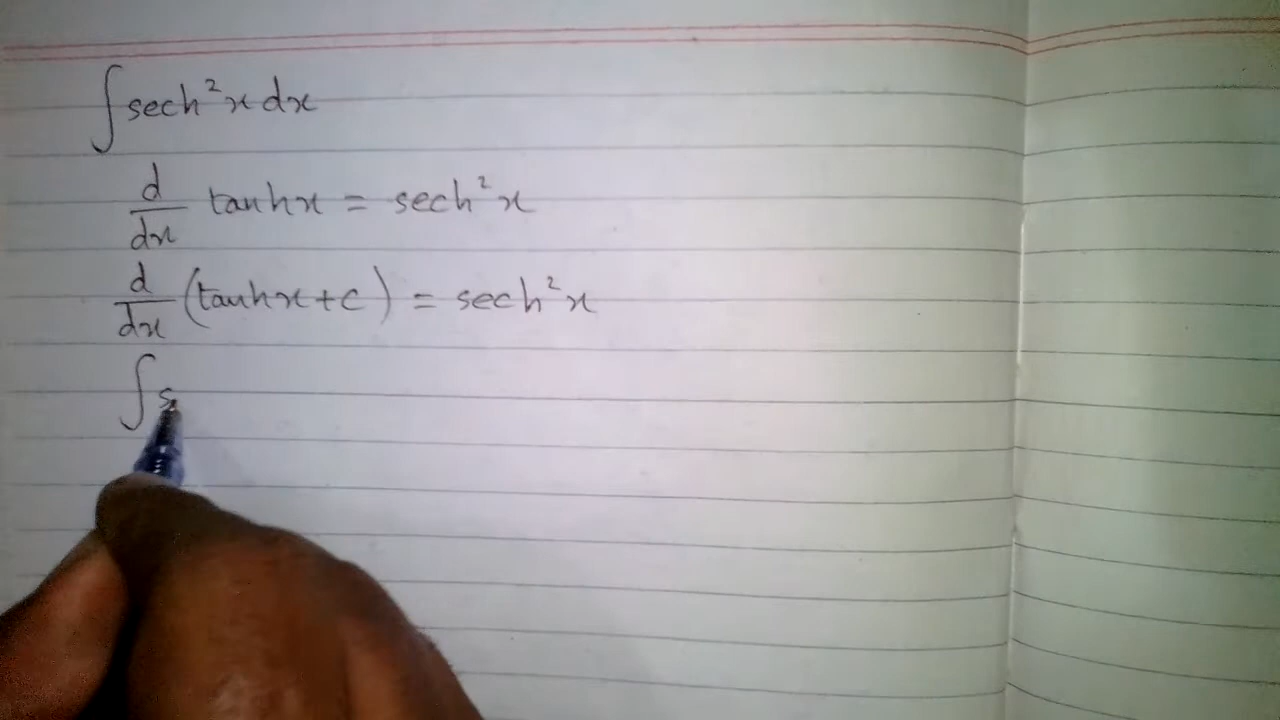 ∫ sech²x dx
d/dx tanhx = sech²x
d/dx (tanhx + c) = sech²x
∫ s